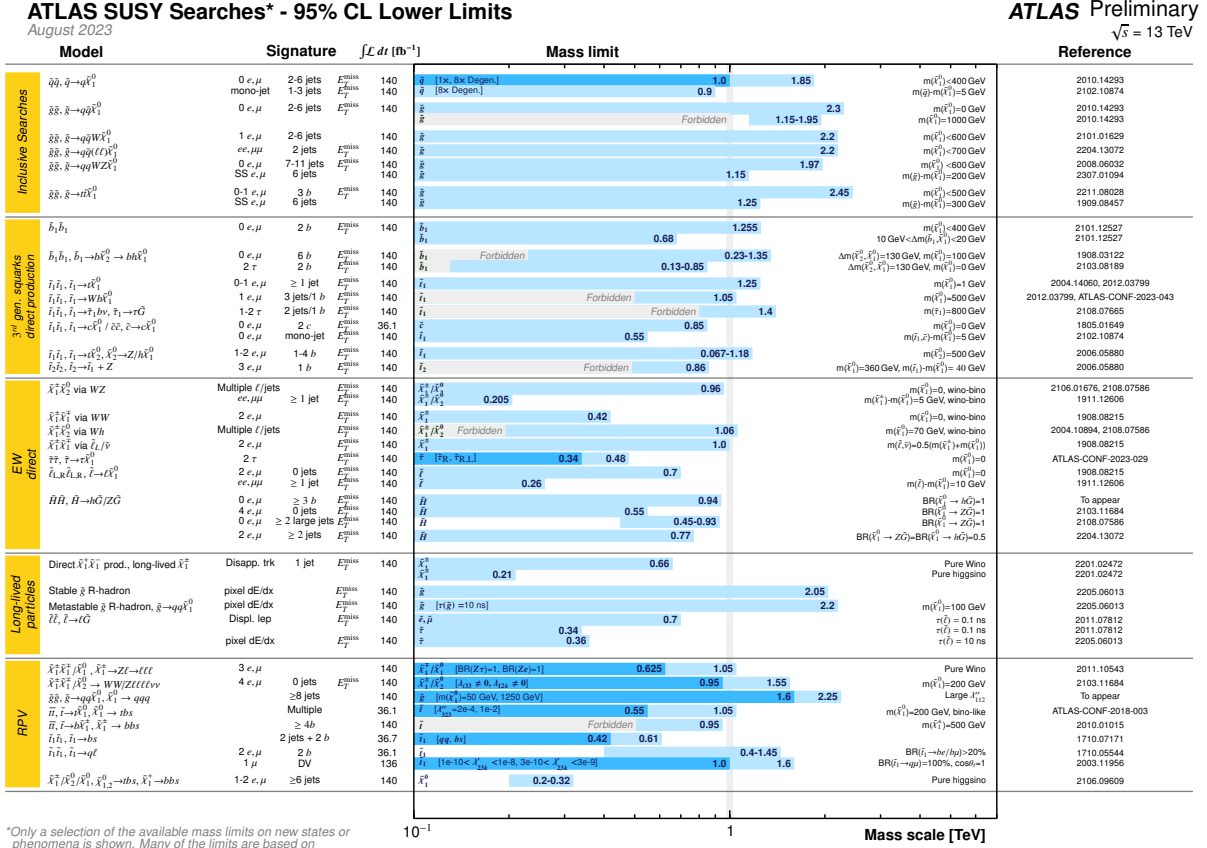 ATLAS SUSY Searches* - 95% CL Lower Limits
August 2023
ATLAS Preliminary
√s = 13 TeV
Model Signature ∫L dt [fb⁻¹] Mass limit Reference
Inclusive Searches
q̃q̃, q̃→qχ̃₁⁰ 0 e,μ 2-6 jets E_T^miss 140 q̃ [1×, 8× Degen.] 1.0 1.85 m(χ̃₁⁰)<400 GeV 2010.14293
mono-jet 1-3 jets E_T^miss 140 q̃ [8× Degen.] 0.9 m(q̃)-m(χ̃₁⁰)=5 GeV 2102.10874
g̃g̃, g̃→qq̄χ̃₁⁰ 0 e,μ 2-6 jets E_T^miss 140 g̃ 2.3 m(χ̃₁⁰)=0 GeV 2010.14293
g̃ Forbidden 1.15-1.95 m(χ̃₁⁰)=1000 GeV 2010.14293
g̃g̃, g̃→qq̄Wχ̃₁⁰ 1 e,μ 2-6 jets 140 g̃ 2.2 m(χ̃₁⁰)<600 GeV 2101.01629
g̃g̃, g̃→qq̄(ℓℓ)χ̃₁⁰ ee,μμ 2 jets E_T^miss 140 g̃ 2.2 m(χ̃₁⁰)<700 GeV 2204.13072
g̃g̃, g̃→qqWZχ̃₁⁰ 0 e,μ 7-11 jets E_T^miss 140 g̃ 1.97 m(χ̃₁⁰) <600 GeV 2008.06032
SS e,μ 6 jets 140 g̃ 1.15 m(g̃)-m(χ̃₁⁰)=200 GeV 2307.01094
g̃g̃, g̃→tt̄χ̃₁⁰ 0-1 e,μ 3 b E_T^miss 140 g̃ 2.45 m(χ̃₁⁰)<500 GeV 2211.08028
SS e,μ 6 jets 140 g̃ 1.25 m(g̃)-m(χ̃₁⁰)=300 GeV 1909.08457
3rd gen. squarks
direct production
b̃₁b̃₁ 0 e,μ 2 b E_T^miss 140 b̃₁ 1.255 m(χ̃₁⁰)<400 GeV 2101.12527
b̃₁ 0.68 10 GeV<Δm(b̃₁,χ̃₁⁰)<20 GeV 2101.12527
b̃₁b̃₁, b̃₁→bχ̃₂⁰ → bhχ̃₁⁰ 0 e,μ 6 b E_T^miss 140 b̃₁ Forbidden 0.23-1.35 Δm(χ̃₂⁰,χ̃₁⁰)=130 GeV, m(χ̃₁⁰)=100 GeV 1908.03122
2 τ 2 b E_T^miss 140 b̃₁ 0.13-0.85 Δm(χ̃₂⁰,χ̃₁⁰)=130 GeV, m(χ̃₁⁰)=0 GeV 2103.08189
t̃₁t̃₁, t̃₁→tχ̃₁⁰ 0-1 e,μ ≥ 1 jet E_T^miss 140 t̃₁ 1.25 m(χ̃₁⁰)=1 GeV 2004.14060, 2012.03799
t̃₁t̃₁, t̃₁→Wbχ̃₁⁰ 1 e,μ 3 jets/1 b E_T^miss 140 t̃₁ Forbidden 1.05 m(χ̃₁⁰)=500 GeV 2012.03799, ATLAS-CONF-2023-043
t̃₁t̃₁, t̃₁→τ̃₁bν, τ̃₁→τG̃ 1-2 τ 2 jets/1 b E_T^miss 140 t̃₁ Forbidden 1.4 m(τ̃₁)=800 GeV 2108.07665
t̃₁t̃₁, t̃₁→cχ̃₁⁰ / c̃c̃, c̃→cχ̃₁⁰ 0 e,μ 2 c E_T^miss 36.1 c̃ 0.85 m(χ̃₁⁰)=0 GeV 1805.01649
0 e,μ mono-jet E_T^miss 140 t̃₁ 0.55 m(t̃₁,c̃)-m(χ̃₁⁰)=5 GeV 2102.10874
t̃₁t̃₁, t̃₁→tχ̃₂⁰, χ̃₂⁰→Z/hχ̃₁⁰ 1-2 e,μ 1-4 b E_T^miss 140 t̃₁ 0.067-1.18 m(χ̃₂⁰)=500 GeV 2006.05880
t̃₂t̃₂, t̃₂→t̃₁ + Z 3 e,μ 1 b E_T^miss 140 t̃₂ Forbidden 0.86 m(χ̃₁⁰)=360 GeV, m(t̃₁)-m(χ̃₁⁰)= 40 GeV 2006.05880
EW
direct
χ̃₁±χ̃₂⁰ via WZ Multiple ℓ/jets E_T^miss 140 χ̃₁±/χ̃₂⁰ 0.96 m(χ̃₁⁰)=0, wino-bino 2106.01676, 2108.07586
ee,μμ ≥ 1 jet E_T^miss 140 χ̃₁±/χ̃₂⁰ 0.205 m(χ̃₁±)-m(χ̃₁⁰)=5 GeV, wino-bino 1911.12606
χ̃₁±χ̃₁∓ via WW 2 e,μ E_T^miss 140 χ̃₁± 0.42 m(χ̃₁⁰)=0, wino-bino 1908.08215
χ̃₁±χ̃₂⁰ via Wh Multiple ℓ/jets E_T^miss 140 χ̃₁±/χ̃₂⁰ Forbidden 1.06 m(χ̃₁⁰)=70 GeV, wino-bino 2004.10894, 2108.07586
χ̃₁±χ̃₁∓ via ℓ̃_L/ν̃ 2 e,μ E_T^miss 140 χ̃₁± 1.0 m(ℓ̃,ν̃)=0.5(m(χ̃₁±)+m(χ̃₁⁰)) 1908.08215
τ̃τ̃, τ̃→τχ̃₁⁰ 2 τ E_T^miss 140 τ̃ [τ̃_R, τ̃_R,L] 0.34 0.48 m(χ̃₁⁰)=0 ATLAS-CONF-2023-029
ℓ̃_L,Rℓ̃_L,R, ℓ̃→ℓχ̃₁⁰ 2 e,μ 0 jets E_T^miss 140 ℓ̃ 0.7 m(χ̃₁⁰)=0 1908.08215
ee,μμ ≥ 1 jet E_T^miss 140 ℓ̃ 0.26 m(ℓ̃)-m(χ̃₁⁰)=10 GeV 1911.12606
H̃H̃, H̃→hG̃/ZG̃ 0 e,μ ≥ 3 b E_T^miss 140 H̃ 0.94 BR(χ̃₁⁰ → hG̃)=1 To appear
4 e,μ 0 jets E_T^miss 140 H̃ 0.55 BR(χ̃₁⁰ → ZG̃)=1 2103.11684
0 e,μ ≥ 2 large jets E_T^miss 140 H̃ 0.45-0.93 BR(χ̃₁⁰ → ZG̃)=1 2108.07586
2 e,μ ≥ 2 jets E_T^miss 140 H̃ 0.77 BR(χ̃₁⁰ → ZG̃)=BR(χ̃₁⁰ → hG̃)=0.5 2204.13072
Long-lived
particles
Direct χ̃₁⁺χ̃₁⁻ prod., long-lived χ̃₁± Disapp. trk 1 jet E_T^miss 140 χ̃₁± 0.66 Pure Wino 2201.02472
χ̃₁± 0.21 Pure higgsino 2201.02472
Stable g̃ R-hadron pixel dE/dx E_T^miss 140 g̃ 2.05 2205.06013
Metastable g̃ R-hadron, g̃→qqχ̃₁⁰ pixel dE/dx E_T^miss 140 g̃ [τ(g̃) =10 ns] 2.2 m(χ̃₁⁰)=100 GeV 2205.06013
ℓ̃ℓ̃, ℓ̃→ℓG̃ Displ. lep E_T^miss 140 ẽ, μ̃ 0.7 τ(ℓ̃) = 0.1 ns 2011.07812
τ̃ 0.34 τ(ℓ̃) = 0.1 ns 2011.07812
pixel dE/dx E_T^miss 140 τ̃ 0.36 τ(ℓ̃) = 10 ns 2205.06013
RPV
χ̃₁±χ̃₁∓/χ̃₁⁰, χ̃₁±→Zℓ→ℓℓℓ 3 e,μ 140 χ̃₁∓/χ̃₁⁰ [BR(Zτ)=1, BR(Ze)=1] 0.625 1.05 Pure Wino 2011.10543
χ̃₁±χ̃₁∓/χ̃₂⁰ → WW/Zℓℓℓℓνν 4 e,μ 0 jets E_T^miss 140 χ̃₁±/χ̃₂⁰ [λ_i33 ≠ 0, λ_12k ≠ 0] 0.95 1.55 m(χ̃₁⁰)=200 GeV 2103.11684
g̃g̃, g̃→qqχ̃₁⁰, χ̃₁⁰ → qqq ≥8 jets 140 g̃ [m(χ̃₁⁰)=50 GeV, 1250 GeV] 1.6 2.25 Large λ''₁₁₂ To appear
t̃t̃, t̃→tχ̃₁⁰, χ̃₁⁰ → tbs Multiple 36.1 t̃ [λ''₃₂₃=2e-4, 1e-2] 0.55 1.05 m(χ̃₁⁰)=200 GeV, bino-like ATLAS-CONF-2018-003
t̃t̃, t̃→bχ̃₁±, χ̃₁± → bbs ≥ 4b 140 t̃ Forbidden 0.95 m(χ̃₁±)=500 GeV 2010.01015
t̃₁t̃₁, t̃₁→bs 2 jets + 2 b 36.7 t̃₁ [qq, bs] 0.42 0.61 1710.07171
t̃₁t̃₁, t̃₁→qℓ 2 e,μ 2 b 36.1 t̃₁ 0.4-1.45 BR(t̃₁→be/bμ)>20% 1710.05544
1 μ DV 136 t̃₁ [1e-10< λ'₂₃ₖ <1e-8, 3e-10< λ'₂₃ₖ <3e-9] 1.0 1.6 BR(t̃₁→qμ)=100%, cosθₜ=1 2003.11956
χ̃₁±/χ̃₂⁰/χ̃₁⁰, χ̃⁰₁,₂→tbs, χ̃₁⁺→bbs 1-2 e,μ ≥6 jets 140 χ̃₁⁰ 0.2-0.32 Pure higgsino 2106.09609
10⁻¹ 1 Mass scale [TeV]
*Only a selection of the available mass limits on new states or
phenomena is shown. Many of the limits are based on